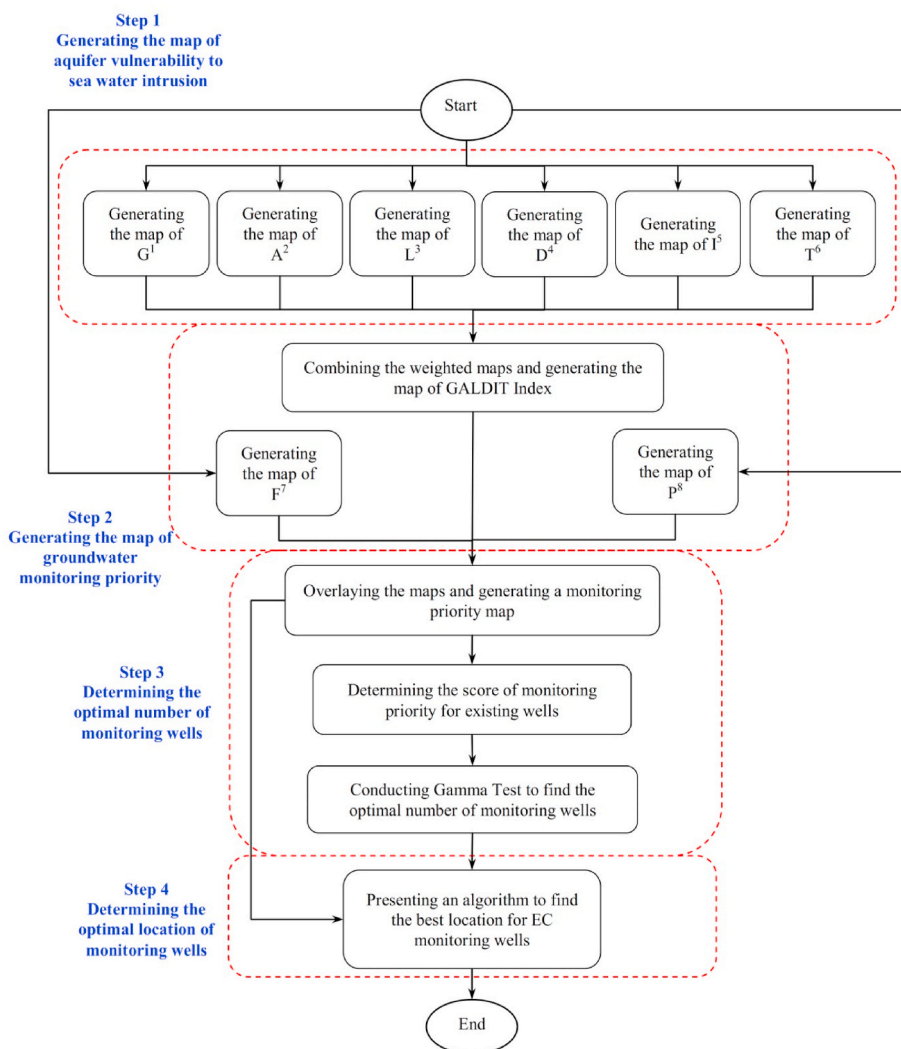 Step 1
Generating the map of
aquifer vulnerability to
sea water intrusion
Start
Generating
the map of
G¹
Generating
the map of
A²
Generating
the map of
L³
Generating
the map of
D⁴
Generating
the map of I⁵
Generating
the map of
T⁶
Combining the weighted maps and generating the
map of GALDIT Index
Generating
the map of
F⁷
Generating
the map of
P⁸
Step 2
Generating the map of
groundwater
monitoring priority
Overlaying the maps and generating a monitoring
priority map
Step 3
Determining the
optimal number of
monitoring wells
Determining the score of monitoring
priority for existing wells
Conducting Gamma Test to find the
optimal number of monitoring wells
Step 4
Determining the
optimal location of
monitoring wells
Presenting an algorithm to find
the best location for EC
monitoring wells
End